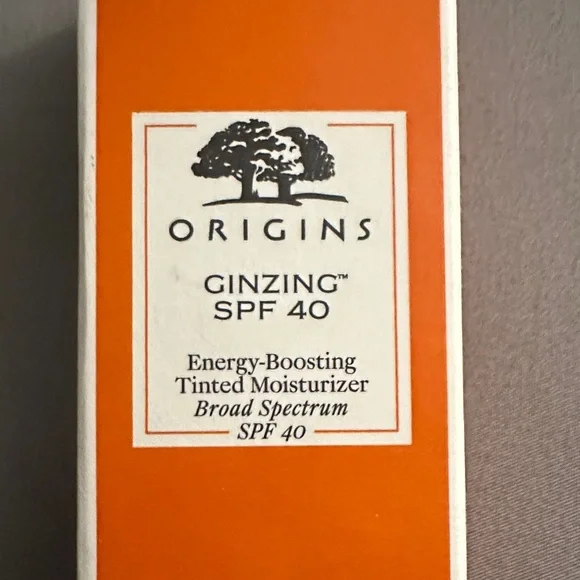 ORIGINS
GINZING™
SPF 40
Energy-Boosting
Tinted Moisturizer
Broad Spectrum
SPF 40